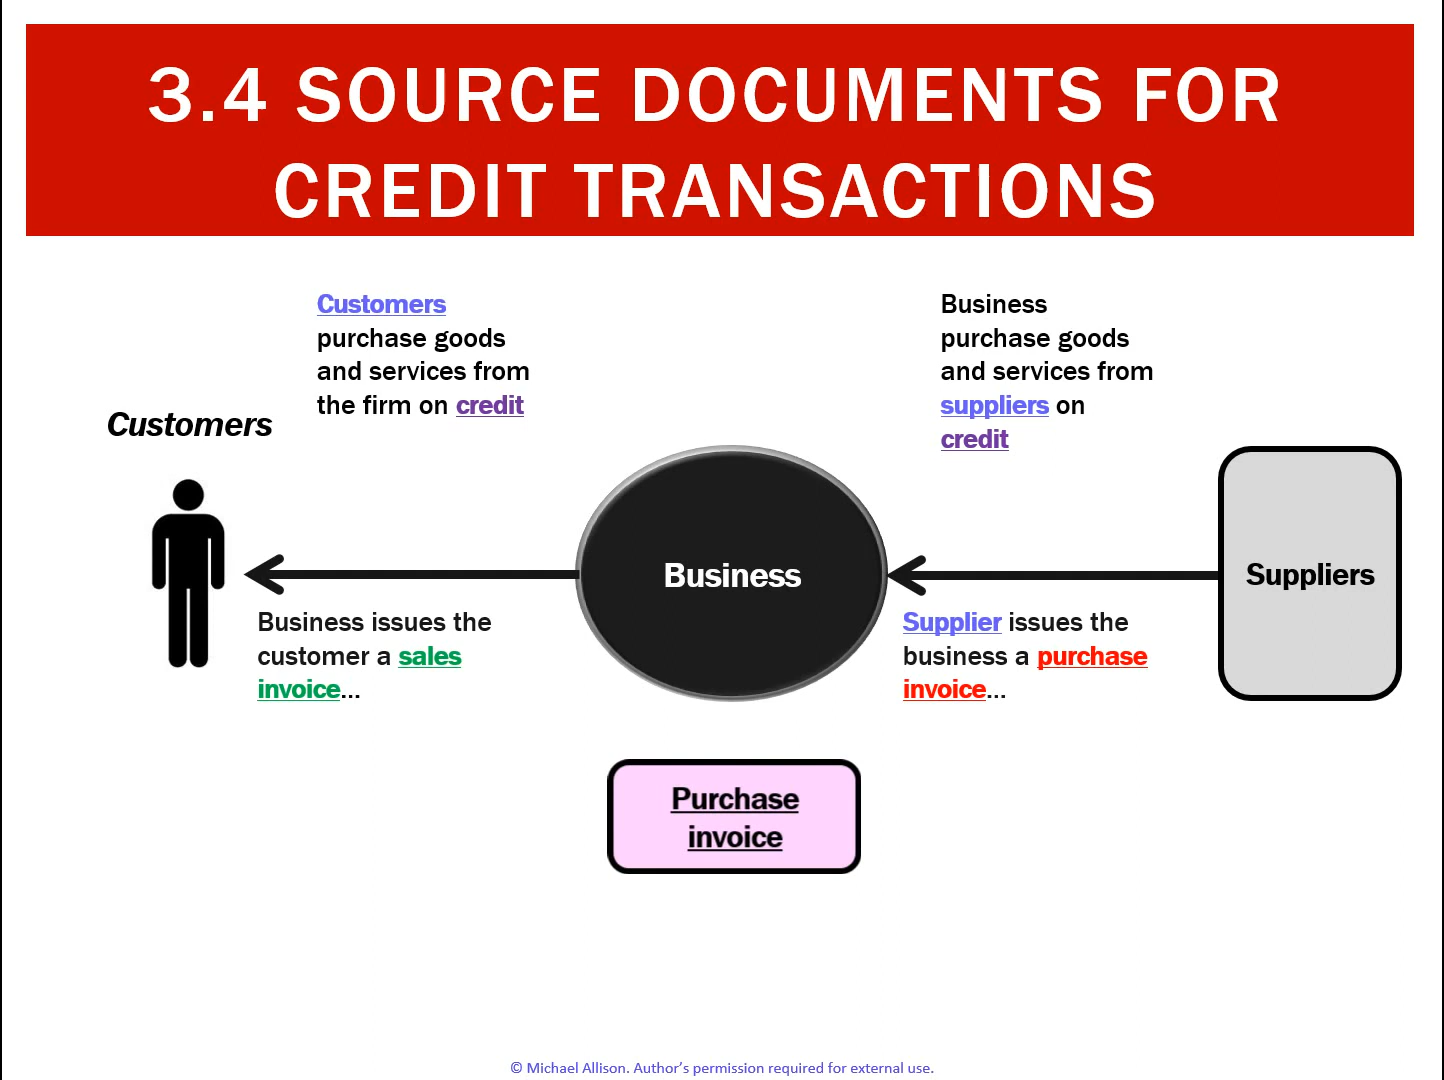 3.4 SOURCE DOCUMENTS FOR
CREDIT TRANSACTIONS
Customers
purchase goods
and services from
the firm on credit
Business
purchase goods
and services from
suppliers on
credit
Customers
Business
Suppliers
Business issues the
customer a sales
invoice...
Supplier issues the
business a purchase
invoice...
Purchase
invoice
© Michael Allison. Author's permission required for external use.